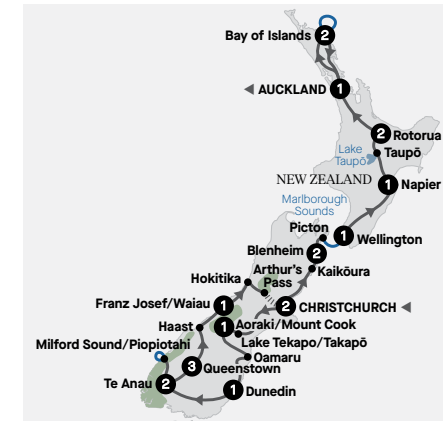 Bay of Islands 2
◀ AUCKLAND 1
2 Rotorua
Lake
Taupō
Taupō
NEW ZEALAND
1 Napier
Marlborough
Sounds
Picton
1 Wellington
Blenheim 2
Kaikōura
Arthur's
Pass
Hokitika
2 CHRISTCHURCH ◀
Franz Josef/Waiau 1
1 Aoraki/Mount Cook
Haast
Lake Tekapo/Takapō
Milford Sound/Piopiotahi
Oamaru
3 Queenstown
Te Anau 2
1 Dunedin